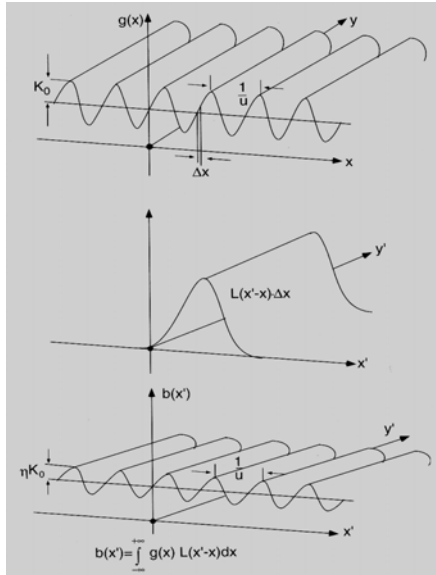 g(x)
y
K₀
1/u
x
Δx
y'
L(x'-x)·Δx
x'
b(x')
y'
ηK₀
1/u
x'
b(x')= ∫_{-∞}^{+∞} g(x) L(x'-x)dx